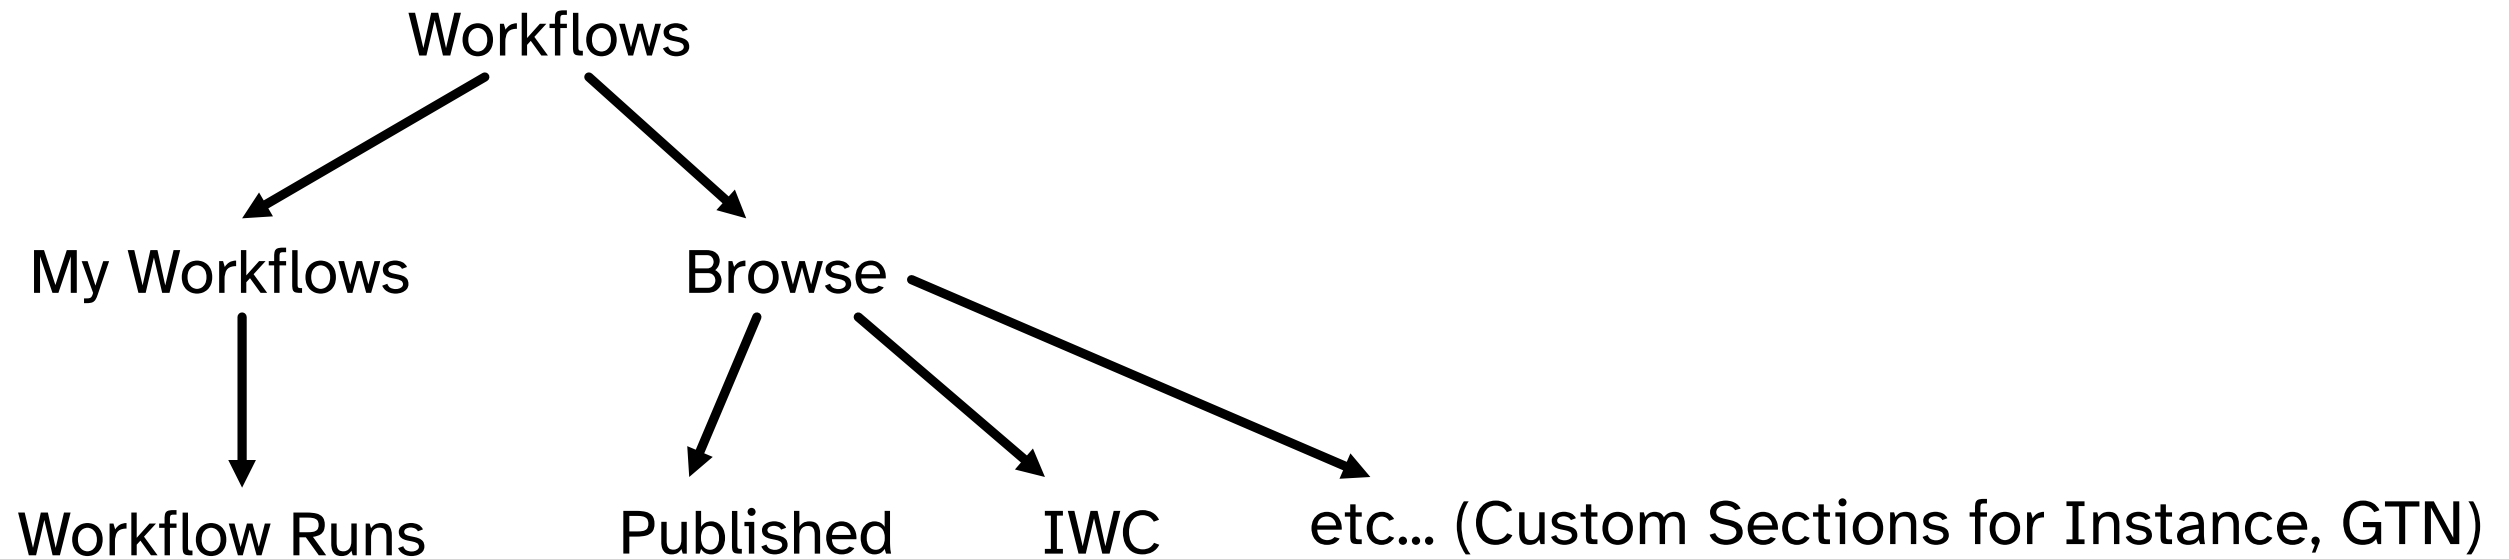 Workflows
My Workflows
Browse
Workflow Runs
Published
IWC
etc... (Custom Sections for Instance, GTN)